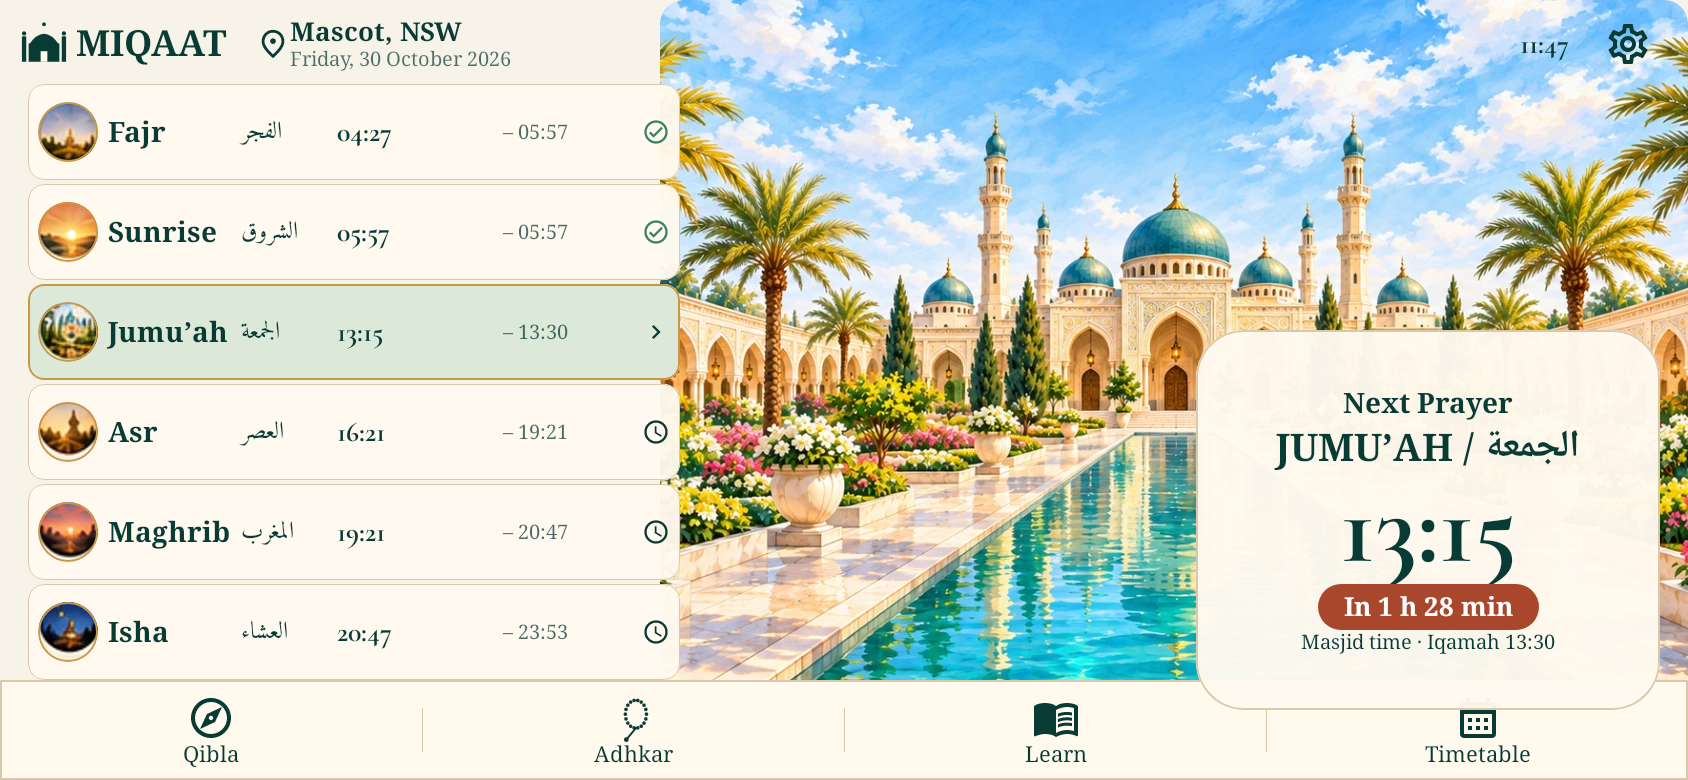 MIQAAT
Mascot, NSW
Friday, 30 October 2026
11:47
Fajr الفجر 04:27 – 05:57
Sunrise الشروق 05:57 – 05:57
Jumu’ah الجمعة 13:15 – 13:30
Asr العصر 16:21 – 19:21
Maghrib المغرب 19:21 – 20:47
Isha العشاء 20:47 – 23:53
Next Prayer
JUMU’AH / الجمعة
13:15
In 1 h 28 min
Masjid time · Iqamah 13:30
Qibla
Adhkar
Learn
Timetable